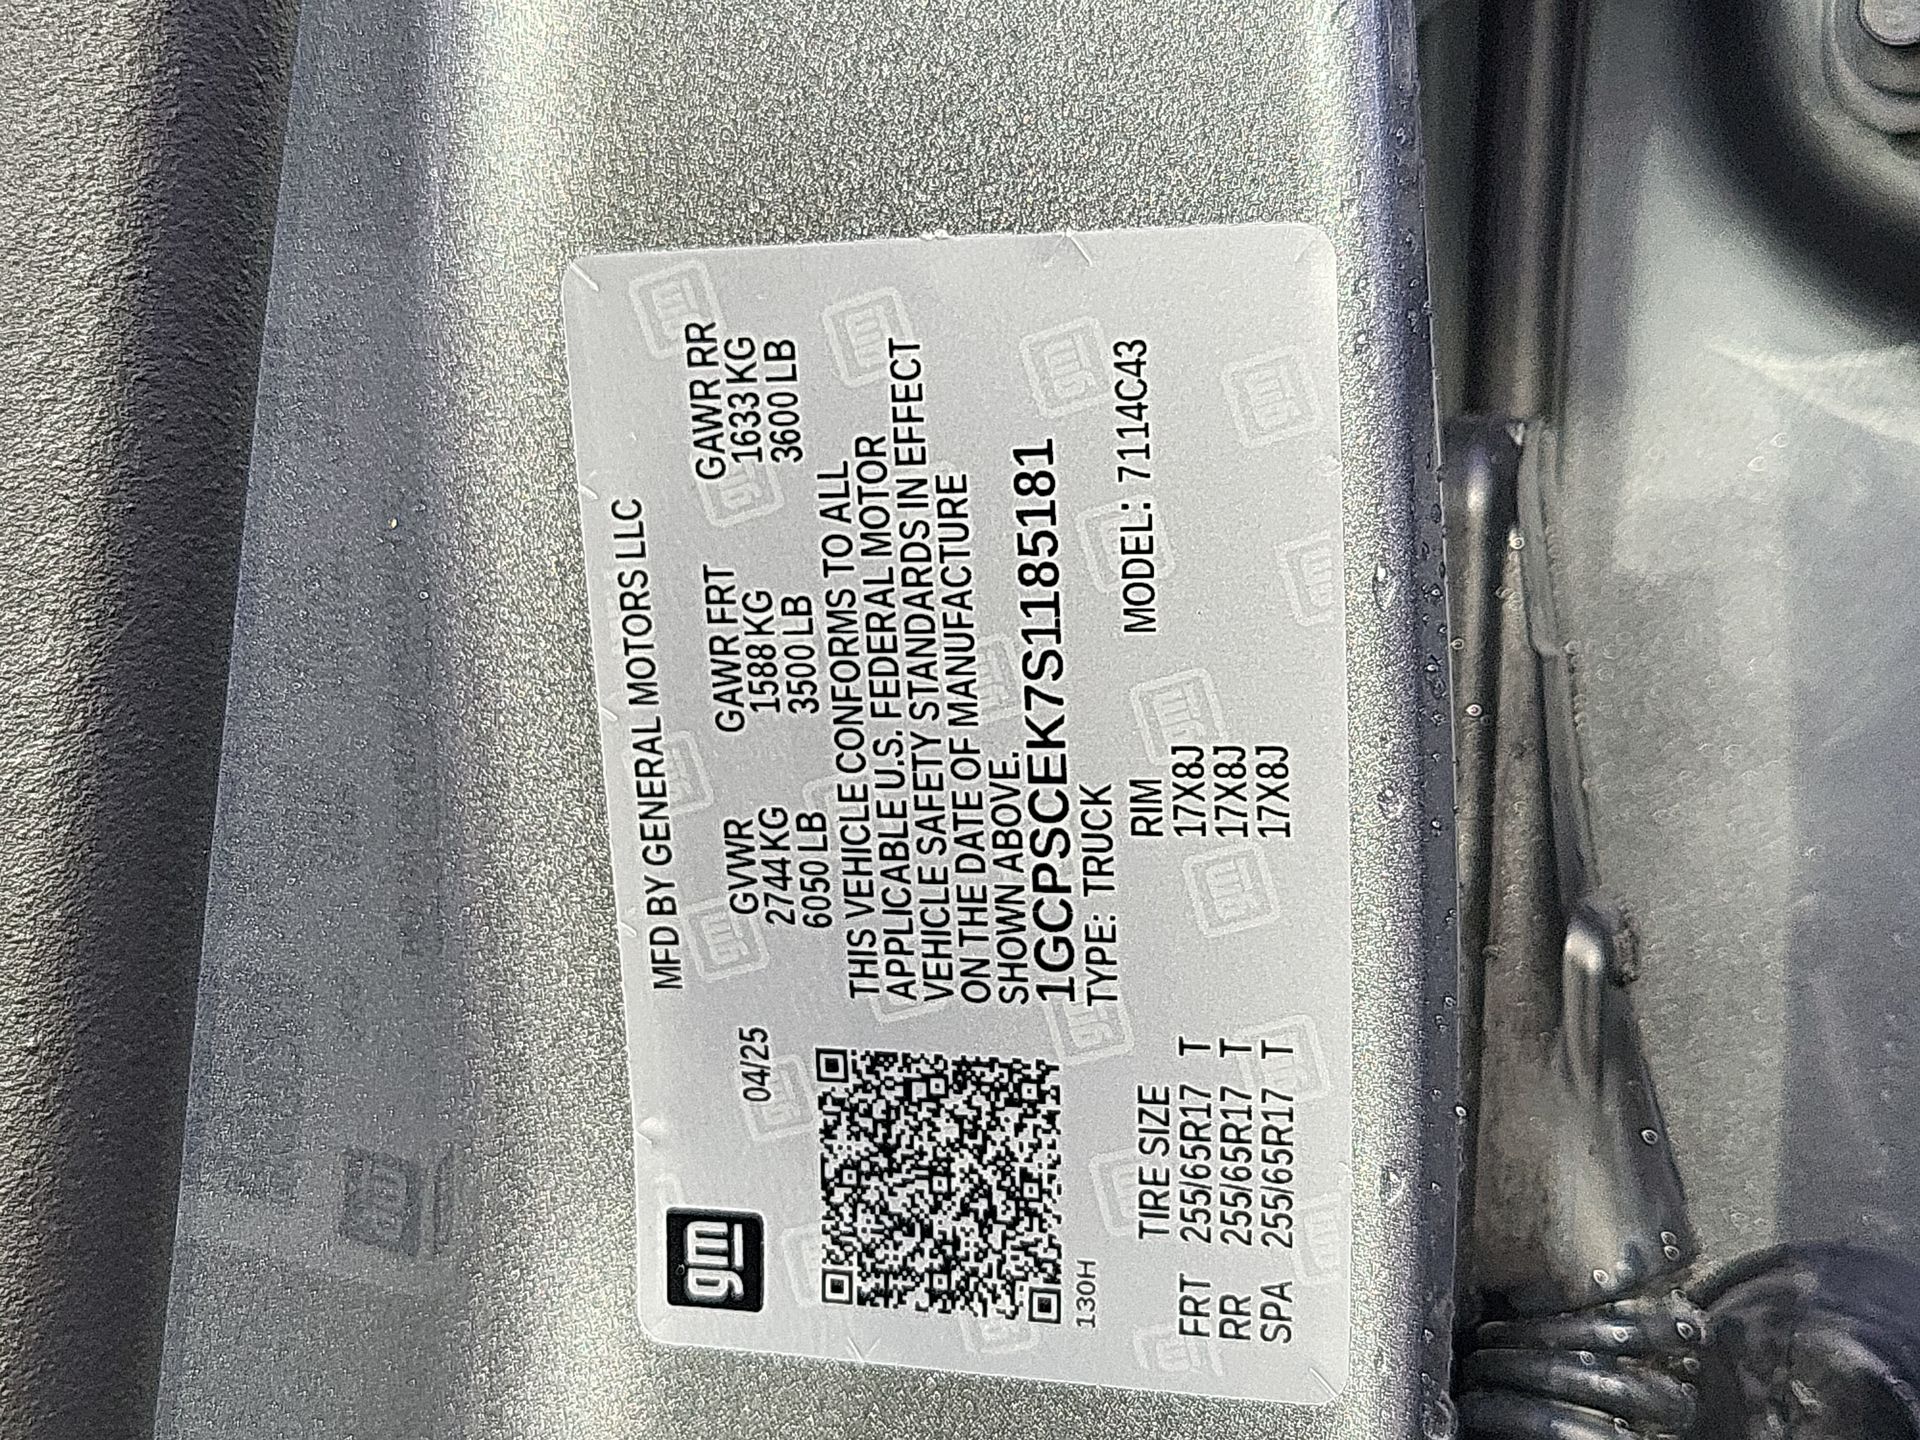 gm
04/25
MFD BY GENERAL MOTORS LLC
GVWR GAWR FRT GAWR RR
2744 KG 1588 KG 1633 KG
6050 LB 3500 LB 3600 LB
THIS VEHICLE CONFORMS TO ALL
APPLICABLE U.S. FEDERAL MOTOR
VEHICLE SAFETY STANDARDS IN EFFECT
ON THE DATE OF MANUFACTURE
SHOWN ABOVE.
1GCPSCEK7S1185181
TYPE: TRUCK MODEL: 7114C43
130H
TIRE SIZE RIM
FRT 255/65R17 T 17X8J
RR 255/65R17 T 17X8J
SPA 255/65R17 T 17X8J